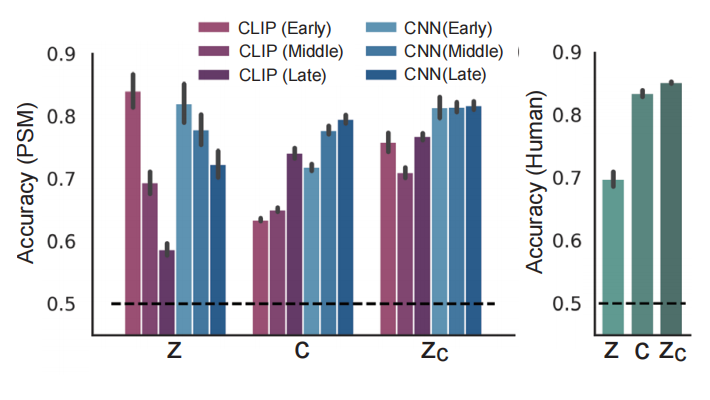 CLIP (Early)
CLIP (Middle)
CLIP (Late)
CNN(Early)
CNN(Middle)
CNN(Late)
Accuracy (PSM)
0.9
0.8
0.7
0.6
0.5
Z C ZC
Accuracy (Human)
0.9
0.8
0.7
0.6
0.5
Z C ZC